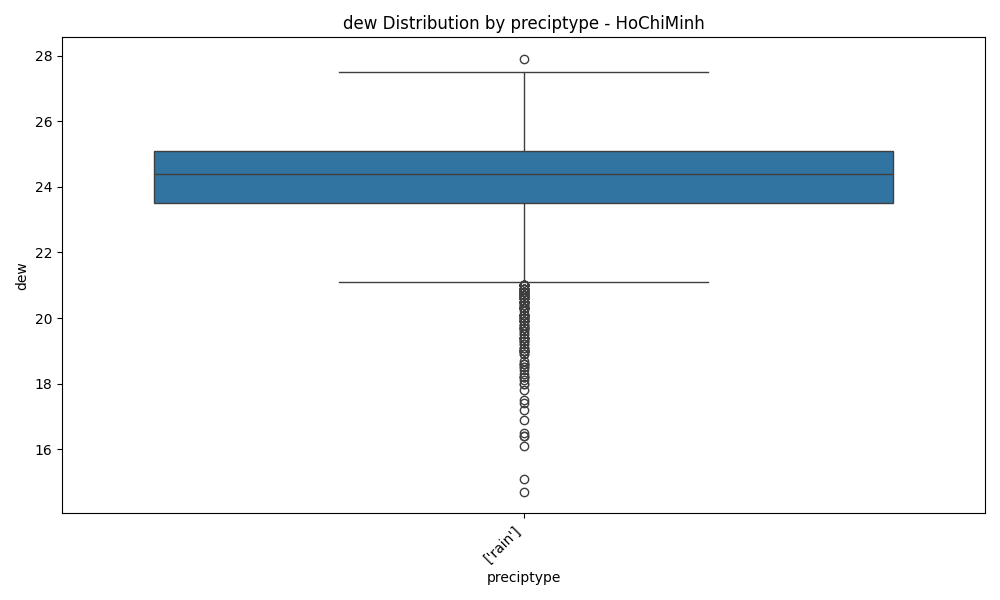 dew Distribution by preciptype - HoChiMinh
28
26
24
22
20
18
16
dew
['rain']
preciptype